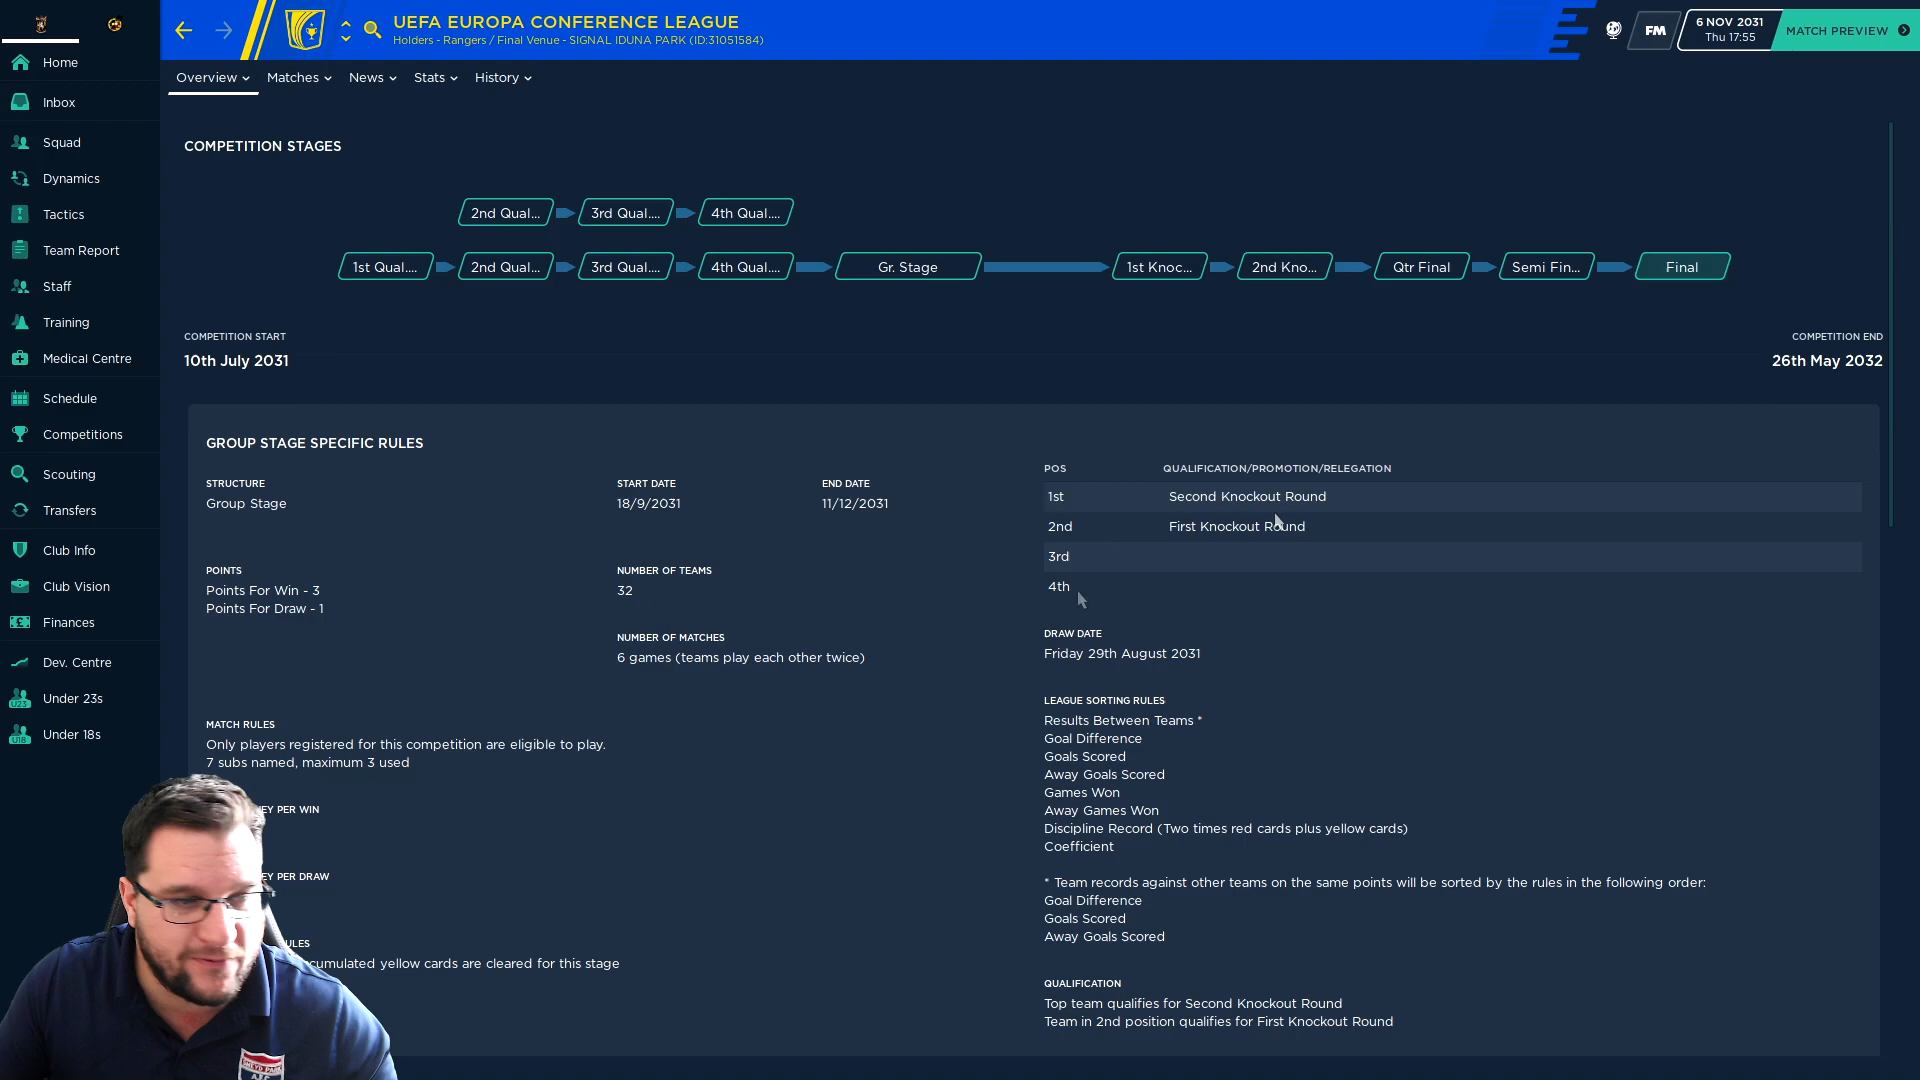 UEFA EUROPA CONFERENCE LEAGUE
Holders - Rangers / Final Venue - SIGNAL IDUNA PARK (ID:31051584)
FM
6 NOV 2031
Thu 17:55
MATCH PREVIEW
Overview
Matches
News
Stats
History
Home
Inbox
Squad
Dynamics
Tactics
Team Report
Staff
Training
Medical Centre
Schedule
Competitions
Scouting
Transfers
Club Info
Club Vision
Finances
Dev. Centre
U23
Under 23s
U18
Under 18s
COMPETITION STAGES
2nd Qual....
3rd Qual....
4th Qual....
1st Qual....
2nd Qual...
3rd Qual....
4th Qual....
Gr. Stage
1st Knoc...
2nd Kno...
Qtr Final
Semi Fin...
Final
COMPETITION START
10th July 2031
COMPETITION END
26th May 2032
GROUP STAGE SPECIFIC RULES
STRUCTURE
Group Stage
START DATE
18/9/2031
END DATE
11/12/2031
POINTS
Points For Win - 3
Points For Draw - 1
NUMBER OF TEAMS
32
NUMBER OF MATCHES
6 games (teams play each other twice)
MATCH RULES
Only players registered for this competition are eligible to play.
7 subs named, maximum 3 used
EY PER WIN
EY PER DRAW
ULES
cumulated yellow cards are cleared for this stage
POS QUALIFICATION/PROMOTION/RELEGATION
1st Second Knockout Round
2nd First Knockout Round
3rd
4th
DRAW DATE
Friday 29th August 2031
LEAGUE SORTING RULES
Results Between Teams *
Goal Difference
Goals Scored
Away Goals Scored
Games Won
Away Games Won
Discipline Record (Two times red cards plus yellow cards)
Coefficient
* Team records against other teams on the same points will be sorted by the rules in the following order:
Goal Difference
Goals Scored
Away Goals Scored
QUALIFICATION
Top team qualifies for Second Knockout Round
Team in 2nd position qualifies for First Knockout Round